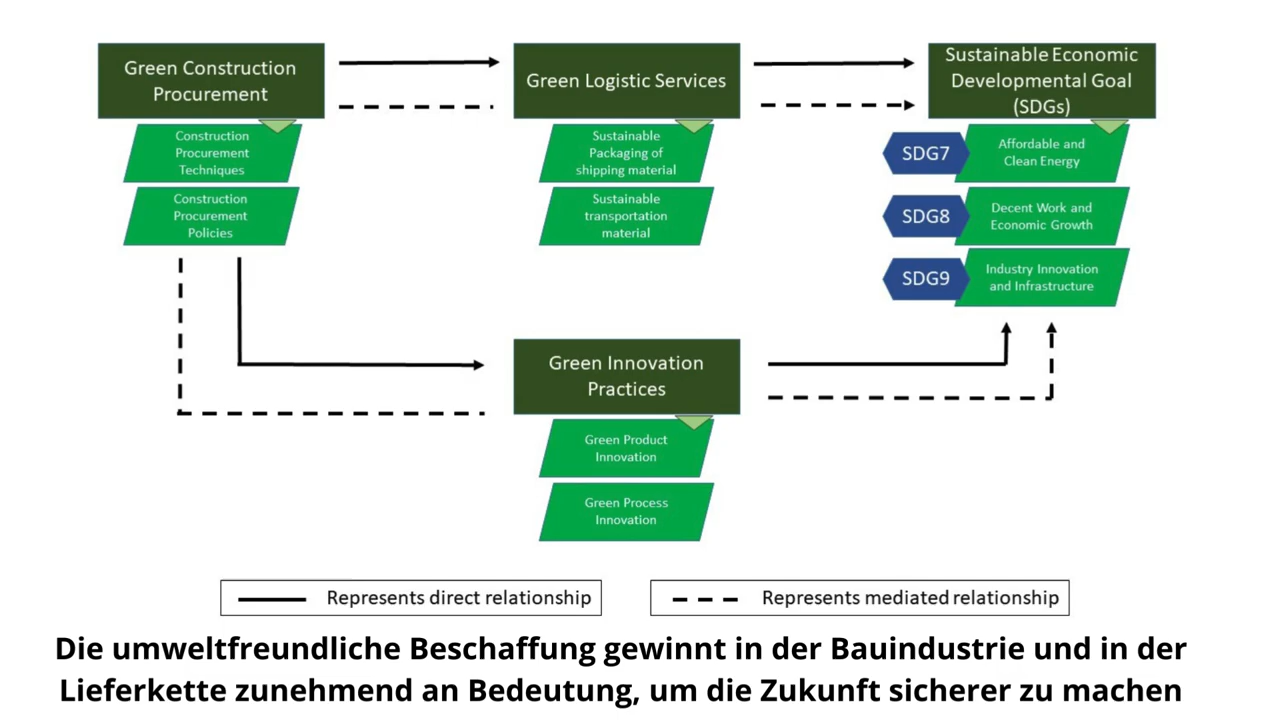 Green Construction
Procurement
Green Logistic Services
Sustainable Economic
Developmental Goal
(SDGs)
Construction
Procurement
Techniques
Construction
Procurement
Policies
Sustainable
Packaging of
shipping material
Sustainable
transportation
material
SDG7
Affordable and
Clean Energy
SDG8
Decent Work and
Economic Growth
SDG9
Industry Innovation
and Infrastructure
Green Innovation
Practices
Green Product
Innovation
Green Process
Innovation
Represents direct relationship
Represents mediated relationship
Die umweltfreundliche Beschaffung gewinnt in der Bauindustrie und in der
Lieferkette zunehmend an Bedeutung, um die Zukunft sicherer zu machen